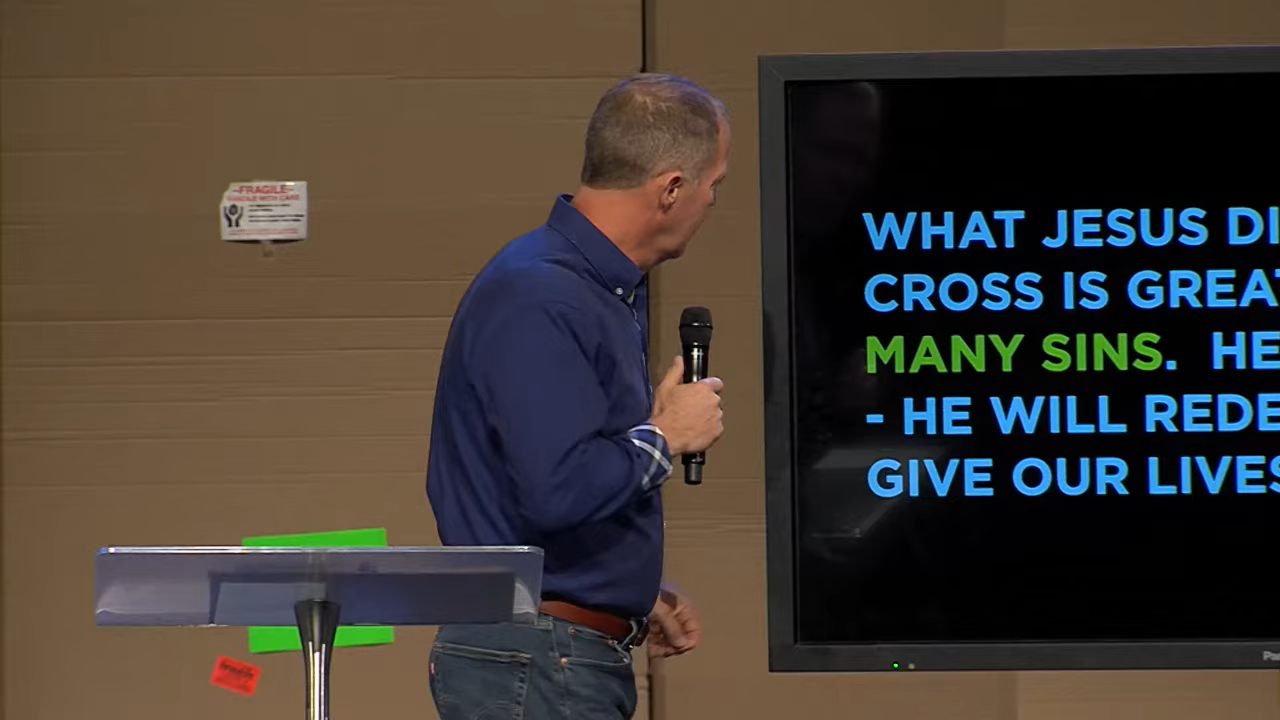 -FRAGILE-
HANDLE WITH CARE
WHAT JESUS DI
CROSS IS GREAT
MANY SINS. HE
- HE WILL REDE
GIVE OUR LIVES